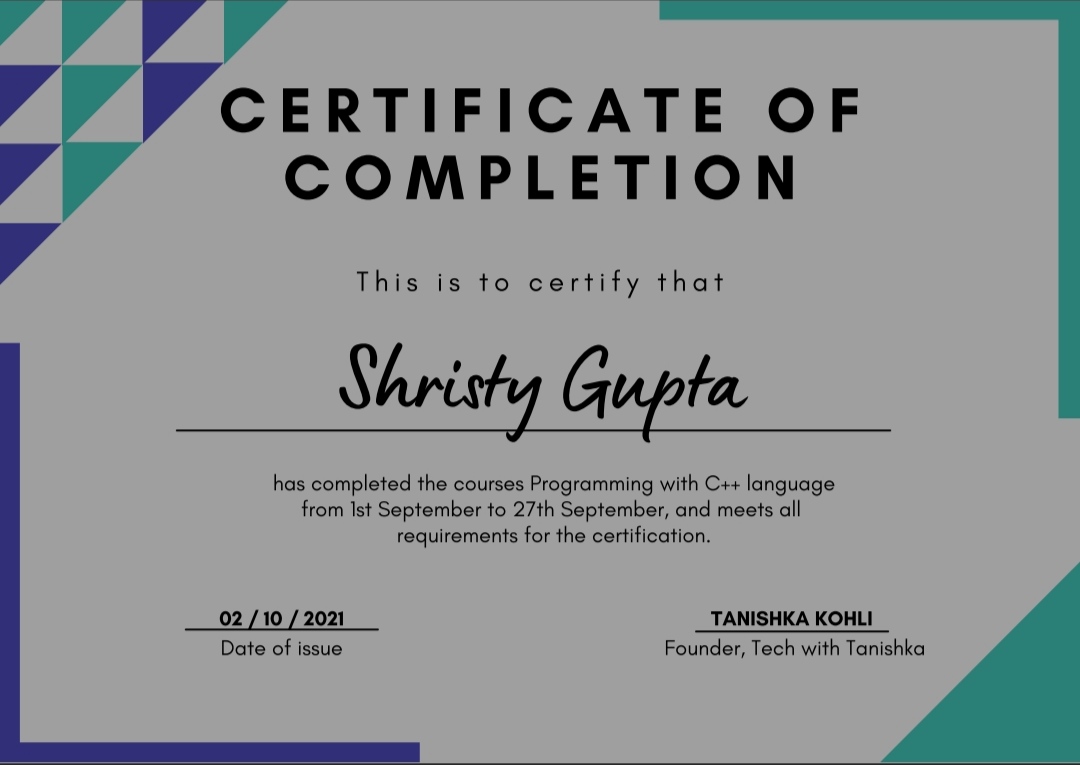 CERTIFICATE OF
COMPLETION
This is to certify that
Shristy Gupta
has completed the courses Programming with C++ language
from 1st September to 27th September, and meets all
requirements for the certification.
02 / 10 / 2021
Date of issue
TANISHKA KOHLI
Founder, Tech with Tanishka